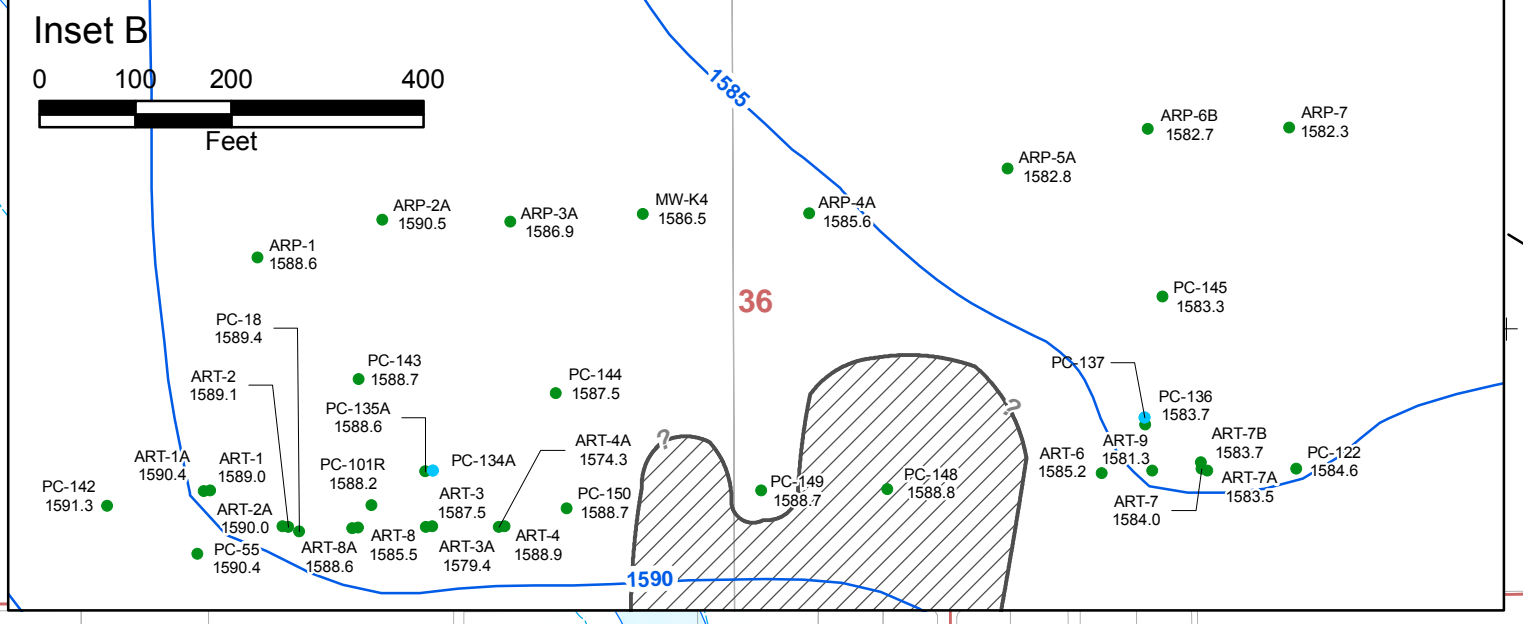 Inset B
0 100 200 400
Feet
1585
ARP-6B
1582.7
ARP-7
1582.3
ARP-5A
1582.8
ARP-2A
1590.5
ARP-3A
1586.9
MW-K4
1586.5
ARP-4A
1585.6
ARP-1
1588.6
36
PC-145
1583.3
PC-18
1589.4
PC-143
1588.7
PC-144
1587.5
PC-137
ART-2
1589.1
PC-135A
1588.6
?
?
PC-136
1583.7
ART-1A
1590.4
ART-1
1589.0
PC-101R
1588.2
PC-134A
ART-4A
1574.3
ART-6
1585.2
ART-9
1581.3
ART-7B
1583.7
PC-122
1584.6
PC-142
1591.3
ART-2A
1590.0
ART-3
1587.5
PC-150
1588.7
PC-149
1588.7
PC-148
1588.8
ART-7
1584.0
ART-7A
1583.5
PC-55
1590.4
ART-8A
1588.6
ART-8
1585.5
ART-3A
1579.4
ART-4
1588.9
1590